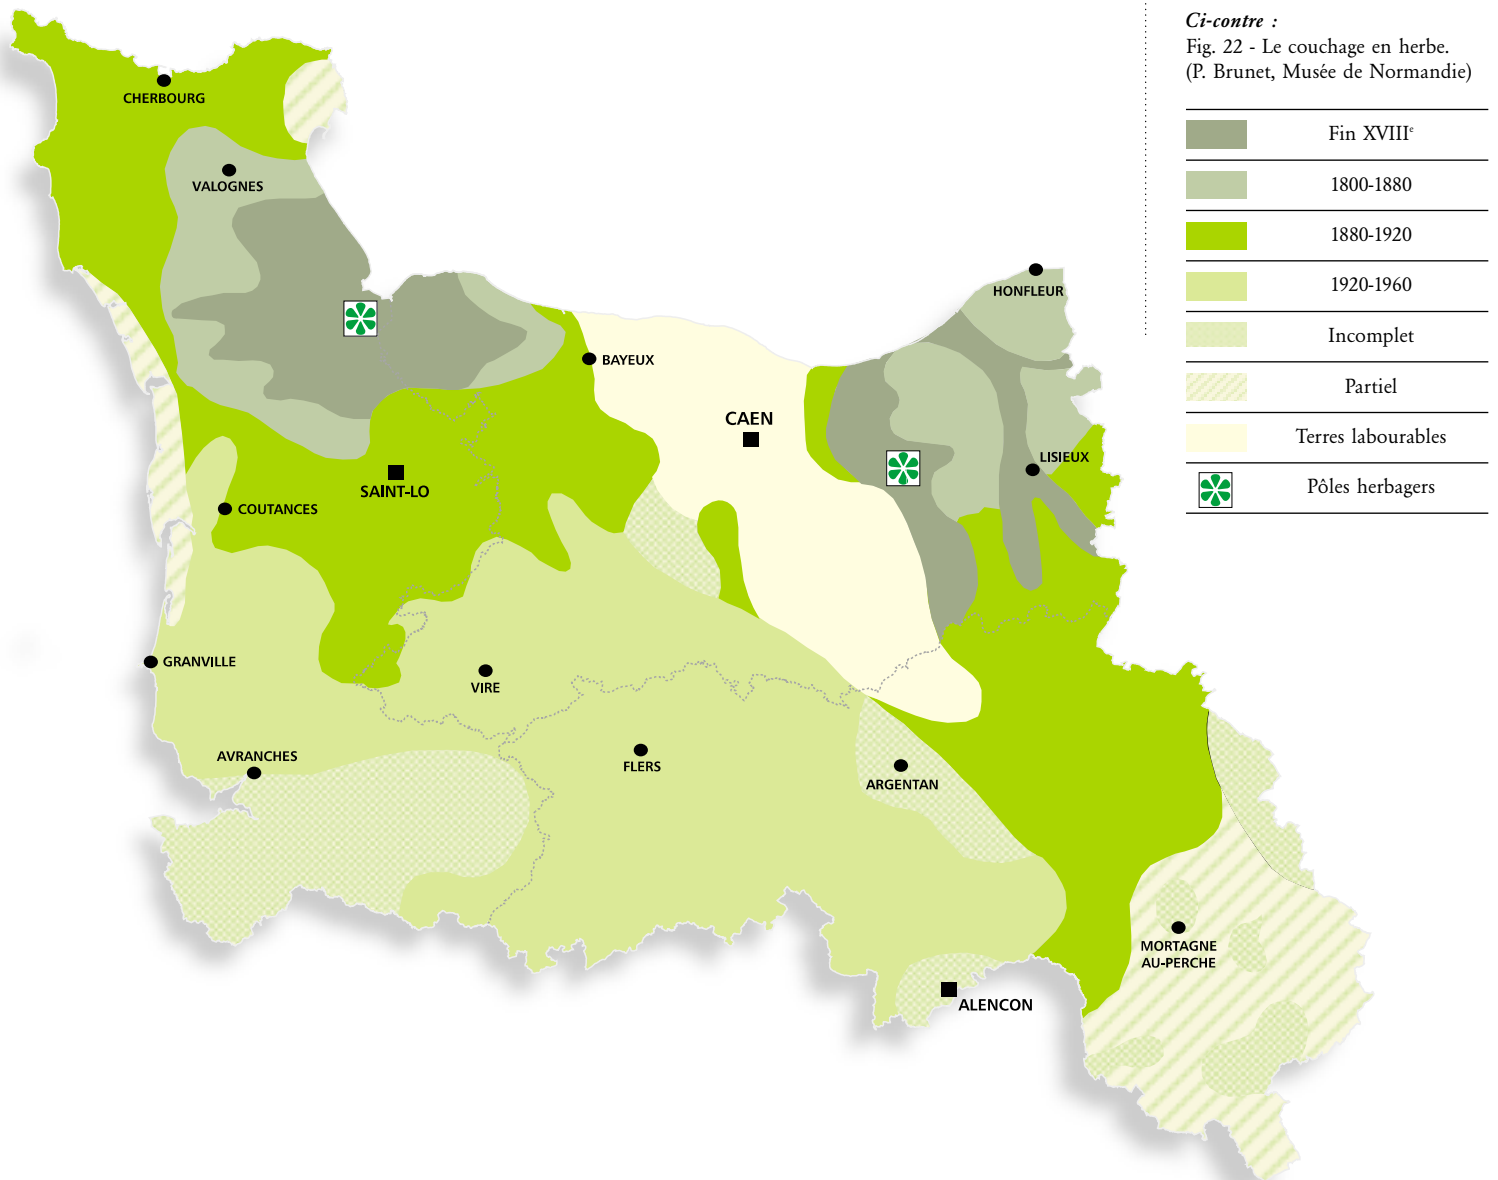 Ci-contre :
Fig. 22 - Le couchage en herbe.
(P. Brunet, Musée de Normandie)
Fin XVIIIᵉ
1800-1880
1880-1920
1920-1960
Incomplet
Partiel
Terres labourables
Pôles herbagers
CHERBOURG
VALOGNES
HONFLEUR
BAYEUX
CAEN
LISIEUX
SAINT-LO
COUTANCES
GRANVILLE
VIRE
AVRANCHES
FLERS
ARGENTAN
MORTAGNE
AU-PERCHE
ALENCON